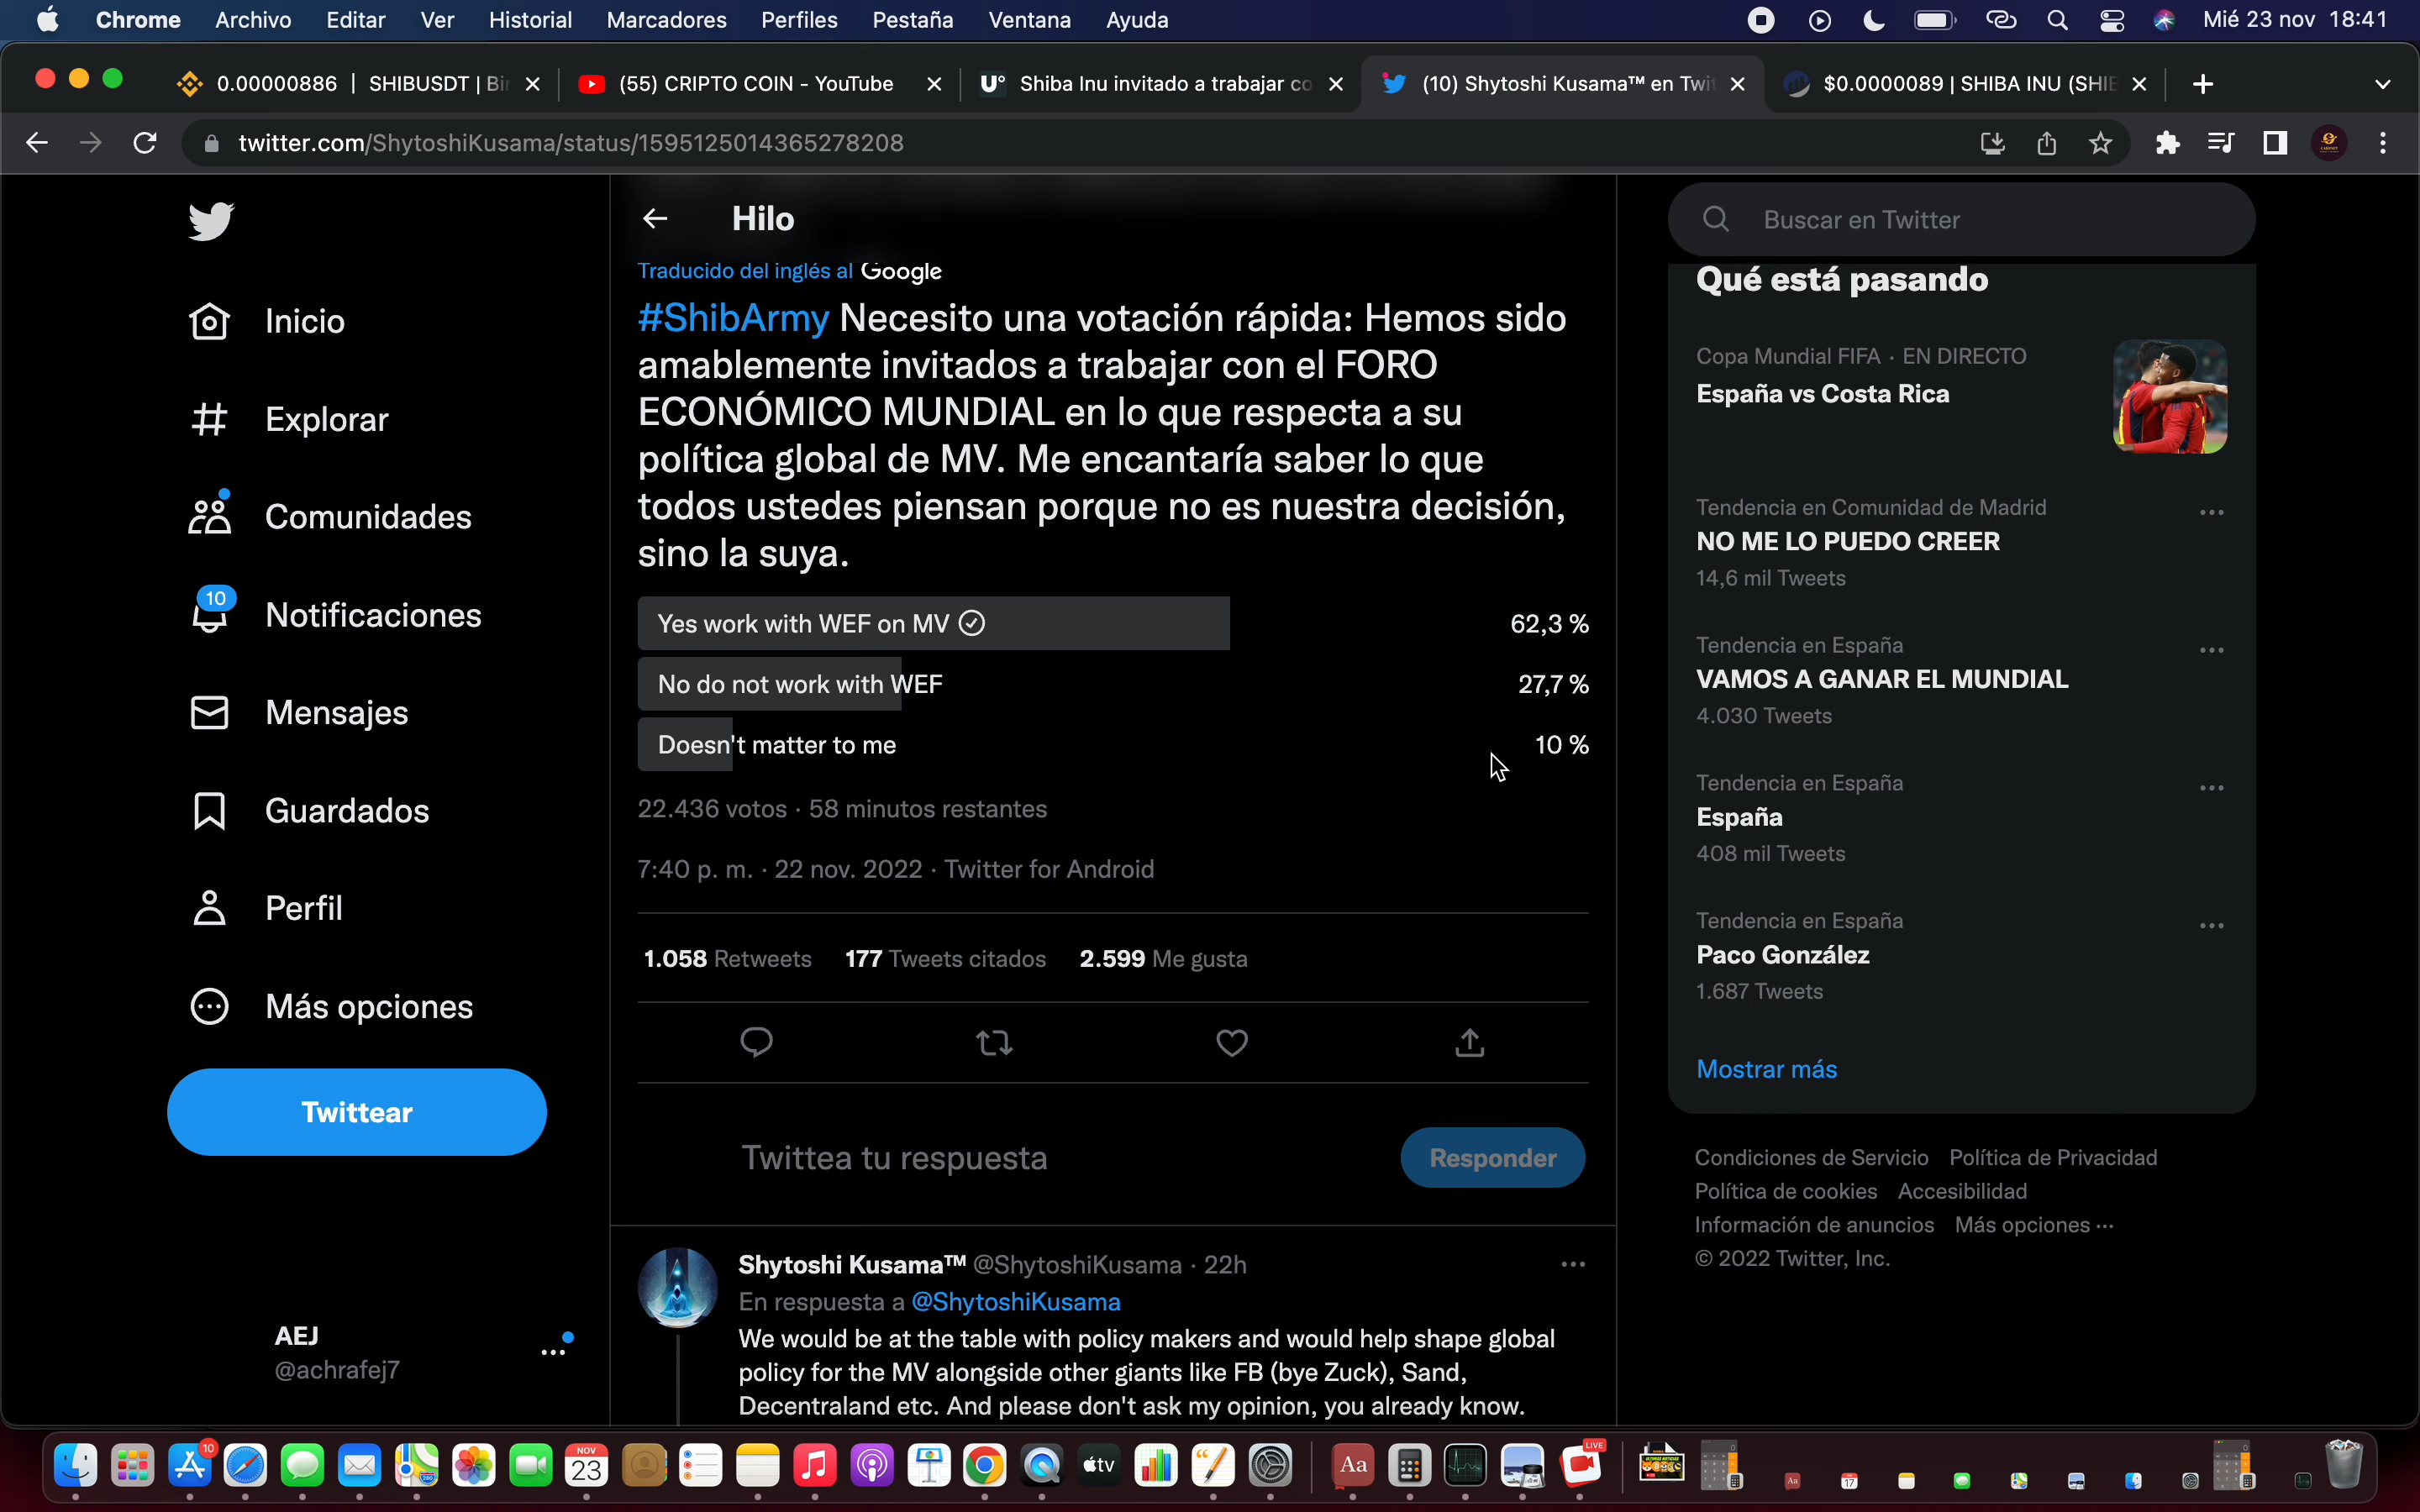 Chrome Archivo Editar Ver Historial Marcadores Perfiles Pestaña Ventana Ayuda
Mié 23 nov 18:41
0.00000886 | SHIBUSDT | Bin
(55) CRIPTO COIN - YouTube
U° Shiba Inu invitado a trabajar co
(10) Shytoshi Kusama™ en Twit
$0.0000089 | SHIBA INU (SHIB
twitter.com/ShytoshiKusama/status/1595125014365278208
Inicio
Explorar
Comunidades
10
Notificaciones
Mensajes
Guardados
Perfil
Más opciones
Twittear
AEJ
@achrafej7
Hilo
Traducido del inglés al Google
#ShibArmy Necesito una votación rápida: Hemos sido
amablemente invitados a trabajar con el FORO
ECONÓMICO MUNDIAL en lo que respecta a su
política global de MV. Me encantaría saber lo que
todos ustedes piensan porque no es nuestra decisión,
sino la suya.
Yes work with WEF on MV 62,3 %
No do not work with WEF 27,7 %
Doesn't matter to me 10 %
22.436 votos · 58 minutos restantes
7:40 p. m. · 22 nov. 2022 · Twitter for Android
1.058 Retweets 177 Tweets citados 2.599 Me gusta
Twittea tu respuesta
Responder
Shytoshi Kusama™ @ShytoshiKusama · 22h
En respuesta a @ShytoshiKusama
We would be at the table with policy makers and would help shape global
policy for the MV alongside other giants like FB (bye Zuck), Sand,
Decentraland etc. And please don't ask my opinion, you already know.
Buscar en Twitter
Qué está pasando
Copa Mundial FIFA · EN DIRECTO
España vs Costa Rica
Tendencia en Comunidad de Madrid
NO ME LO PUEDO CREER
14,6 mil Tweets
Tendencia en España
VAMOS A GANAR EL MUNDIAL
4.030 Tweets
Tendencia en España
España
408 mil Tweets
Tendencia en España
Paco González
1.687 Tweets
Mostrar más
Condiciones de Servicio Política de Privacidad
Política de cookies Accesibilidad
Información de anuncios Más opciones ···
© 2022 Twitter, Inc.
10
NOV
23
tv
Aa
LIVE
17